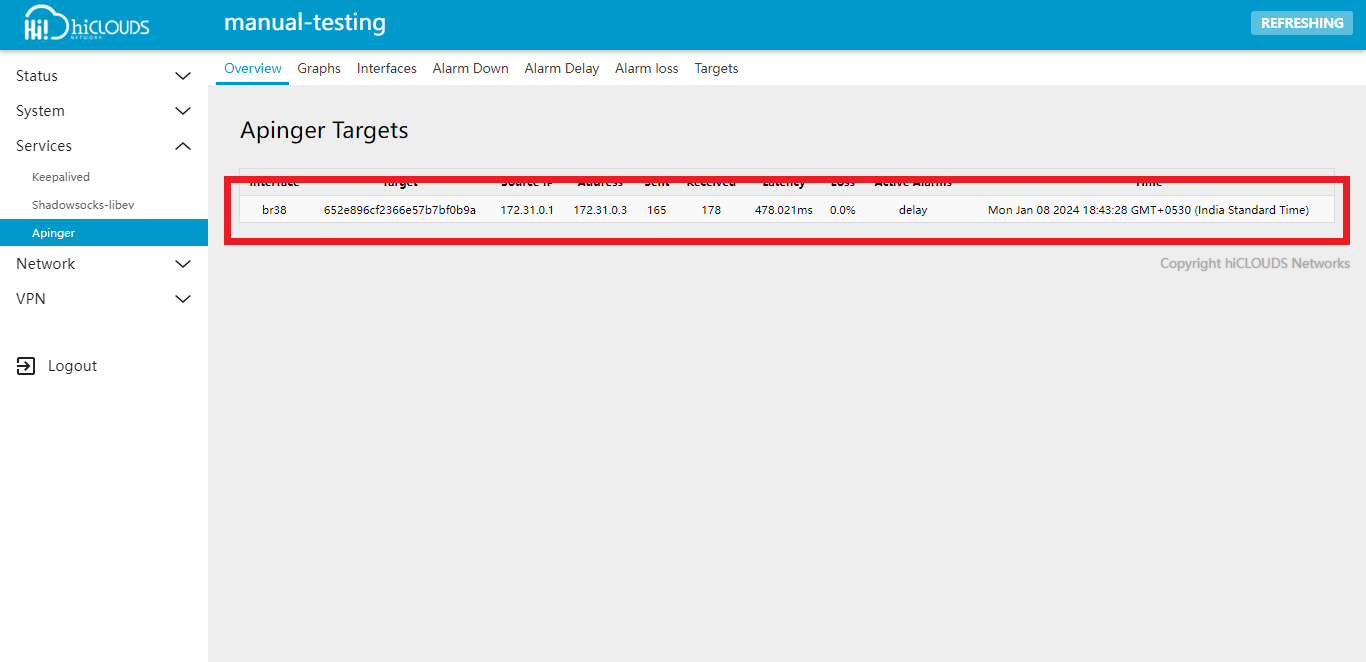 Hi! hiCLOUDS
NETWORK
manual-testing
REFRESHING
Status
System
Services
Keepalived
Shadowsocks-libev
Apinger
Network
VPN
Logout
Overview Graphs Interfaces Alarm Down Alarm Delay Alarm loss Targets
Apinger Targets
Interface Target Source IP Address Sent Received Latency Loss Active Alarms Time
br38 652e896cf2366e57b7bf0b9a 172.31.0.1 172.31.0.3 165 178 478.021ms 0.0% delay Mon Jan 08 2024 18:43:28 GMT+0530 (India Standard Time)
Copyright hiCLOUDS Networks